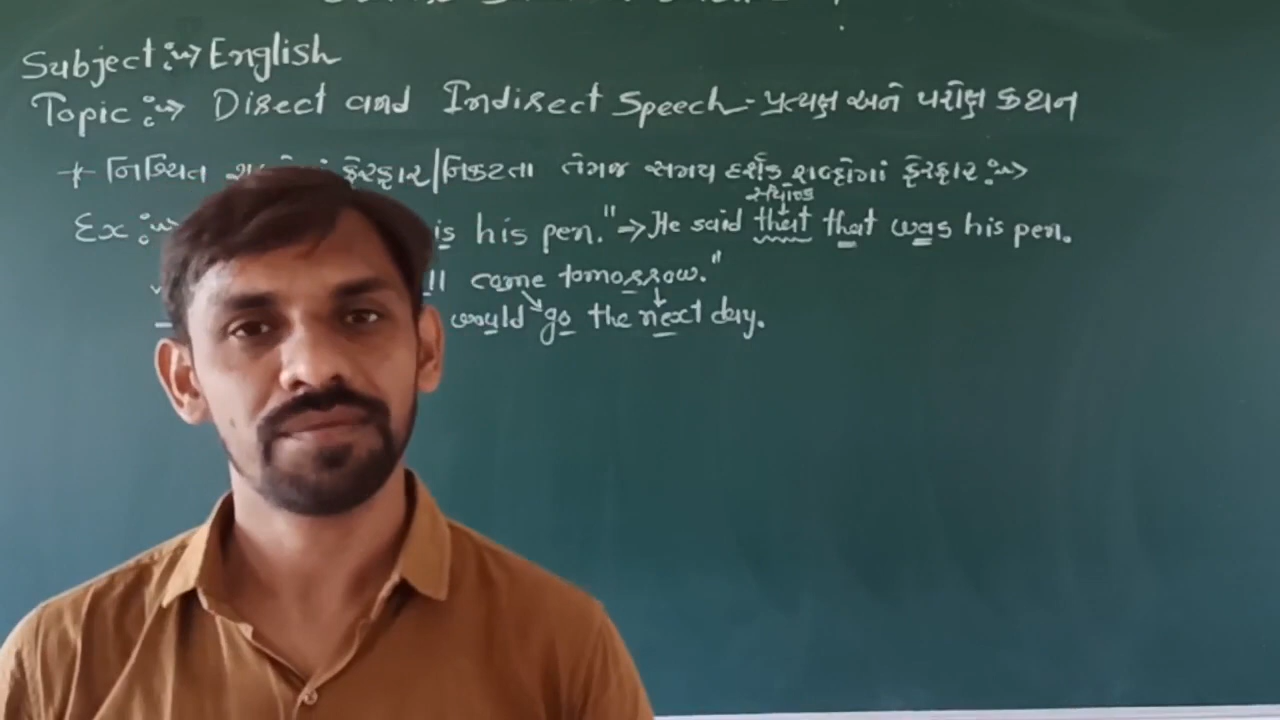 Subject :→ English
Topic :→ Direct and Indirect Speech - પ્રત્યક્ષ અને પરોક્ષ કથન
* નિશ્ચિત ફેરફાર/નિકટતા તેમજ સમય દર્શક શબ્દોમાં ફેરફાર :→
સંયોજક
Ex :→ is his pen." → He said that that was his pen.
ll come tomorrow."
would go the next day.